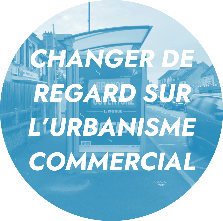 CHANGER DE
REGARD SUR
L'URBANISME
COMMERCIAL